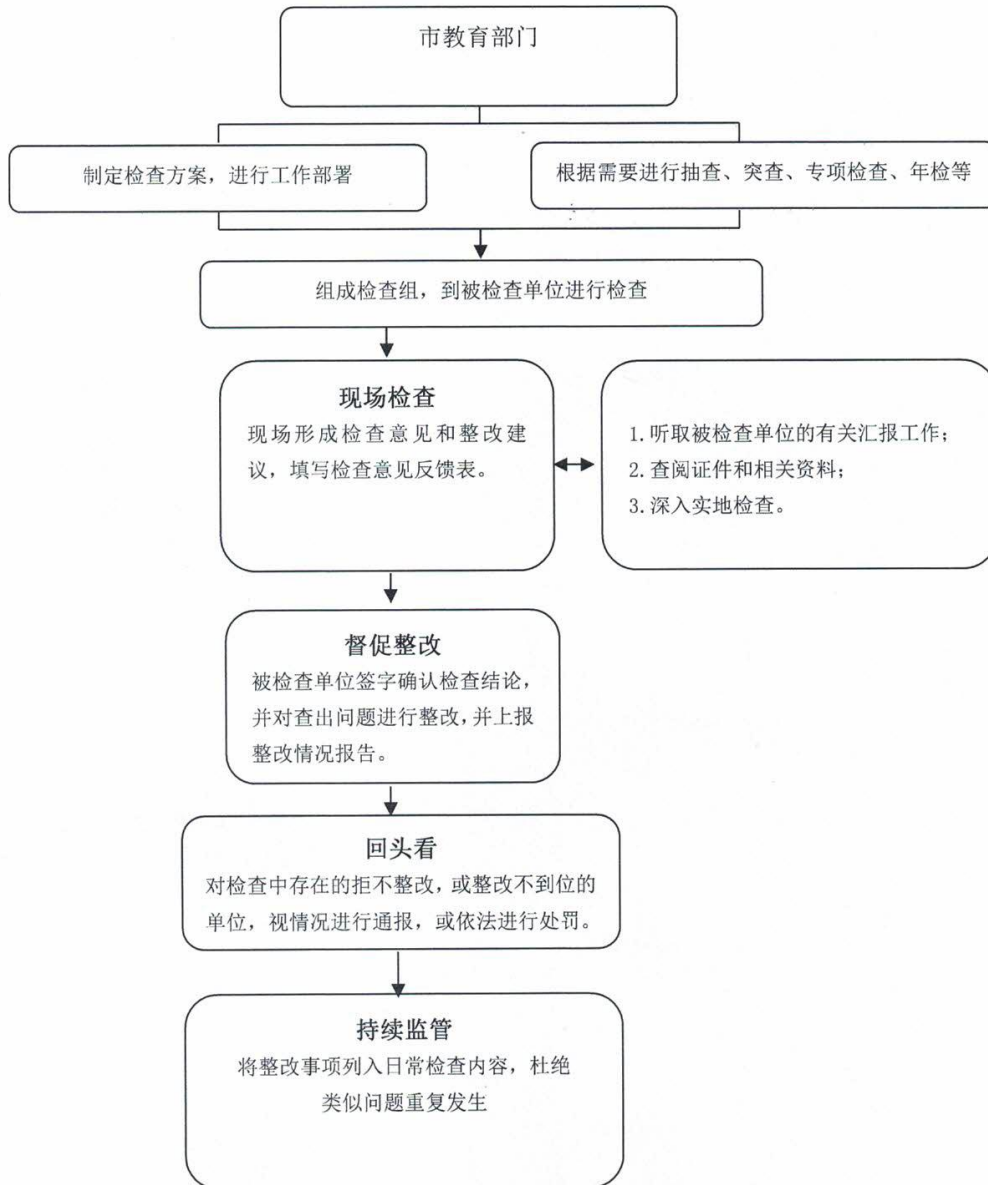 市教育部门
制定检查方案，进行工作部署
根据需要进行抽查、突查、专项检查、年检等
组成检查组，到被检查单位进行检查
现场检查
现场形成检查意见和整改建
议，填写检查意见反馈表。
1.听取被检查单位的有关汇报工作；
2.查阅证件和相关资料；
3.深入实地检查。
督促整改
被检查单位签字确认检查结论，
并对查出问题进行整改，并上报
整改情况报告。
回头看
对检查中存在的拒不整改，或整改不到位的
单位，视情况进行通报，或依法进行处罚。
持续监管
将整改事项列入日常检查内容，杜绝
类似问题重复发生